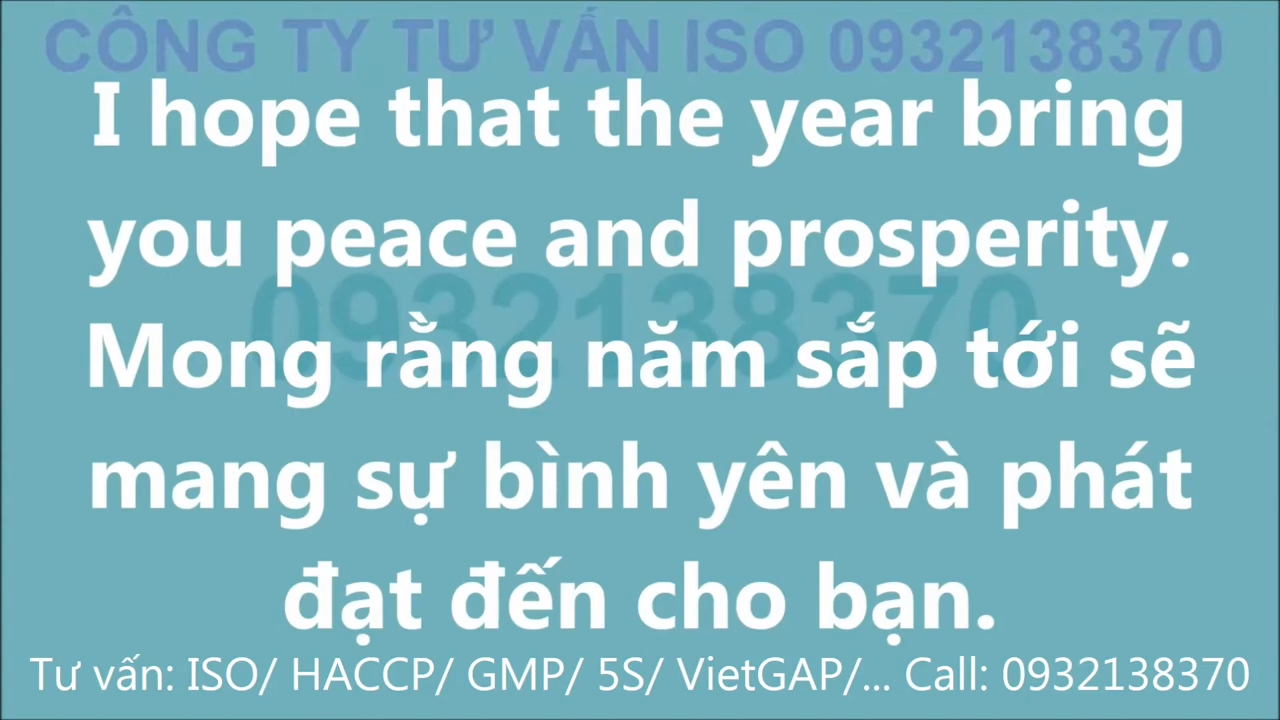 CÔNG TY TƯ VẤN ISO 0932138370
I hope that the year bring
you peace and prosperity.
0932138370
Mong rằng năm sắp tới sẽ
mang sự bình yên và phát
đạt đến cho bạn.
Tư vấn: ISO/ HACCP/ GMP/ 5S/ VietGAP/... Call: 0932138370